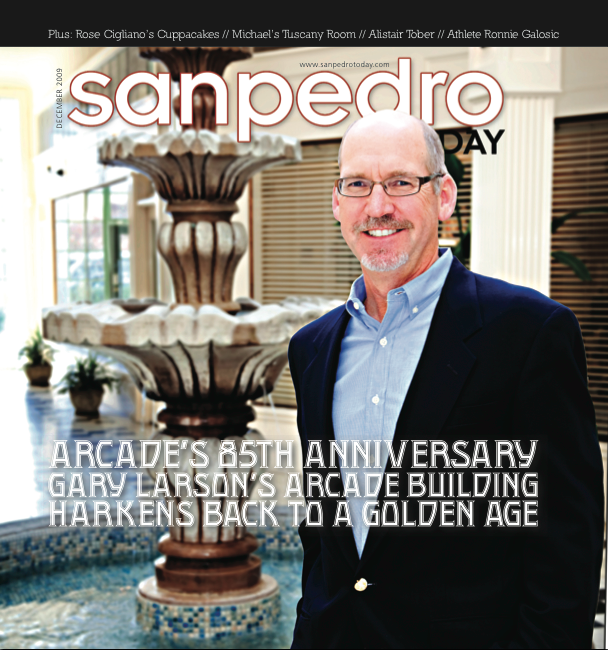 Plus: Rose Cigliano's Cuppacakes // Michael's Tuscany Room // Alistair Tober // Athlete Ronnie Galosic
www.sanpedrotoday.com
DECEMBER 2009
sanpedro
DAY
ARCADE'S 85TH ANNIVERSARY
GARY LARSON'S ARCADE BUILDING
HARKENS BACK TO A GOLDEN AGE